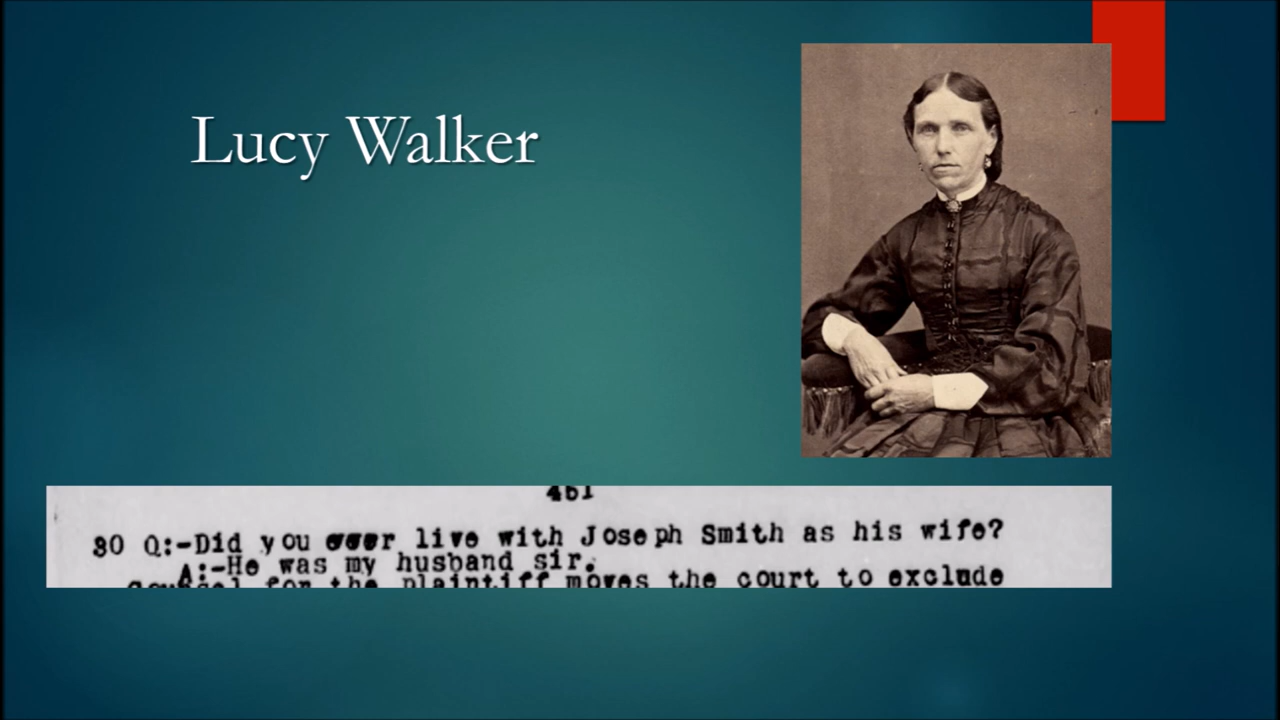 Lucy Walker
461
30 Q:-Did you ever live with Joseph Smith as his wife?
A:-He was my husband sir.
Counsel for the plaintiff moves the court to exclude